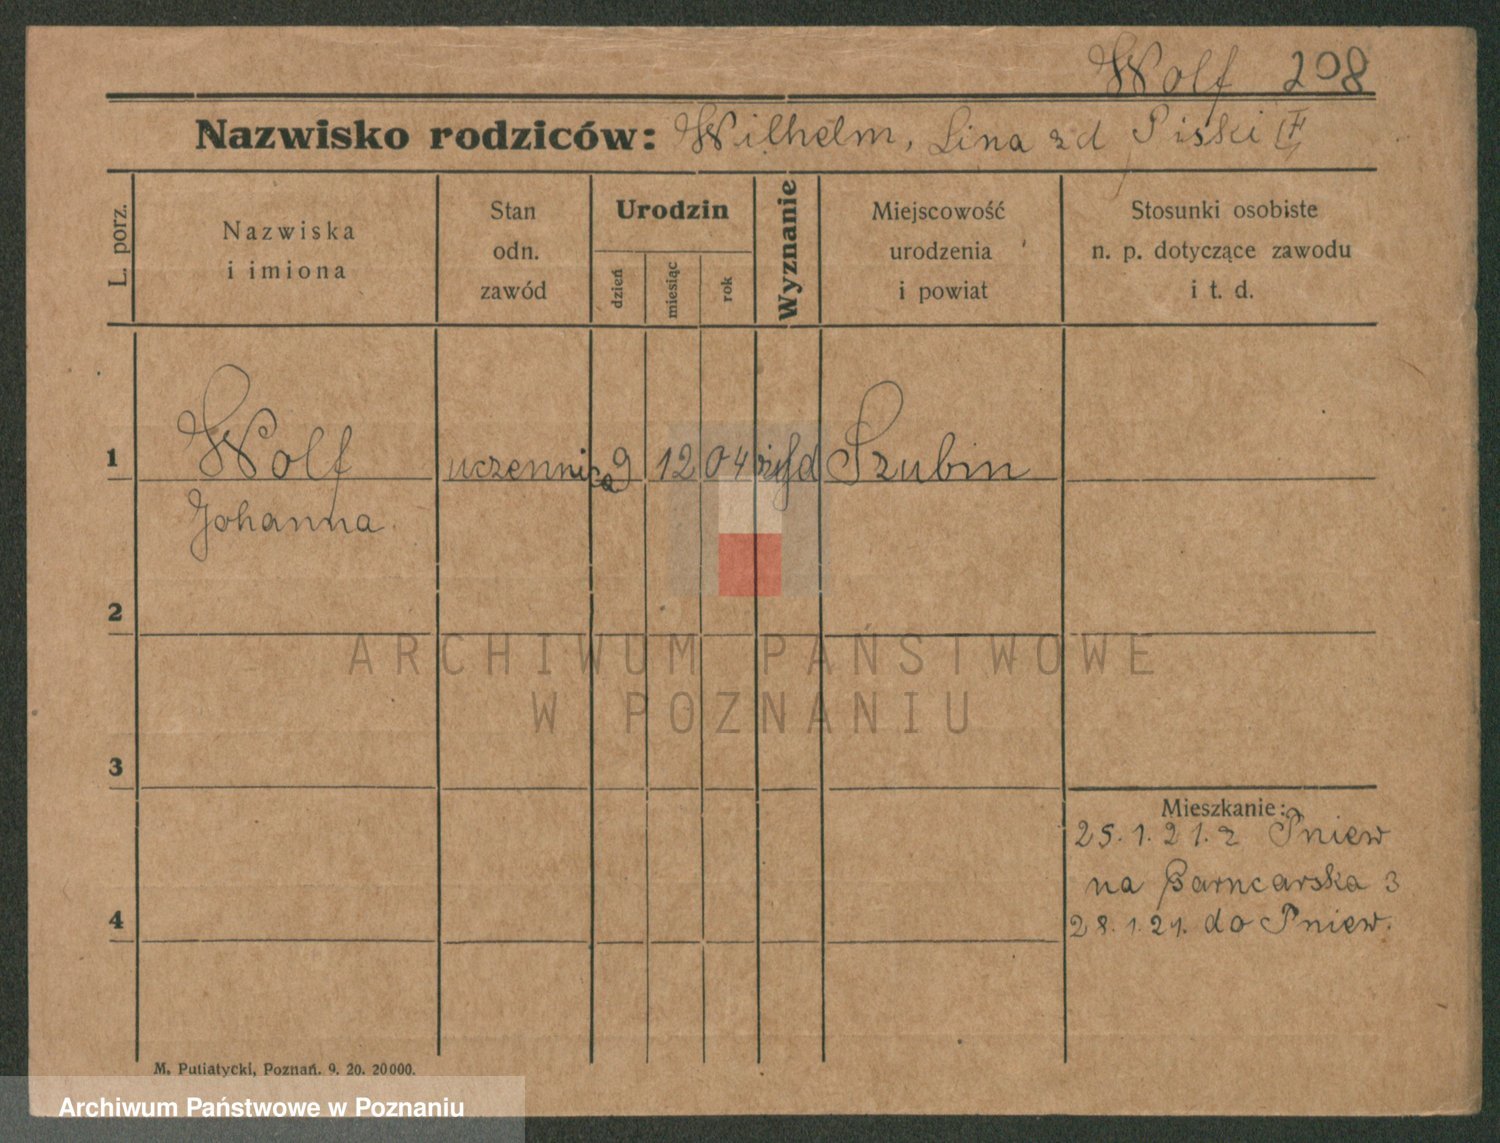 Wolf 208
Nazwisko rodziców: Wilhelm, Lina zd Piski
L. porz.
Nazwiska
i imiona
Stan
odn.
zawód
Urodzin
dzień
miesiąc
rok
Wyznanie
Miejscowość
urodzenia
i powiat
Stosunki osobiste
n. p. dotyczące zawodu
i t. d.
1
Wolf uczennica 9 12 04 Szubin
Johanna
2
3
4
Mieszkanie:
25.1.21. z Pniew
na Garncarska 3
28.1.21. do Pniew.
M. Putiatycki, Poznań. 9. 20. 20000.
ARCHIWUM PAŃSTWOWE
W POZNANIU
Archiwum Państwowe w Poznaniu